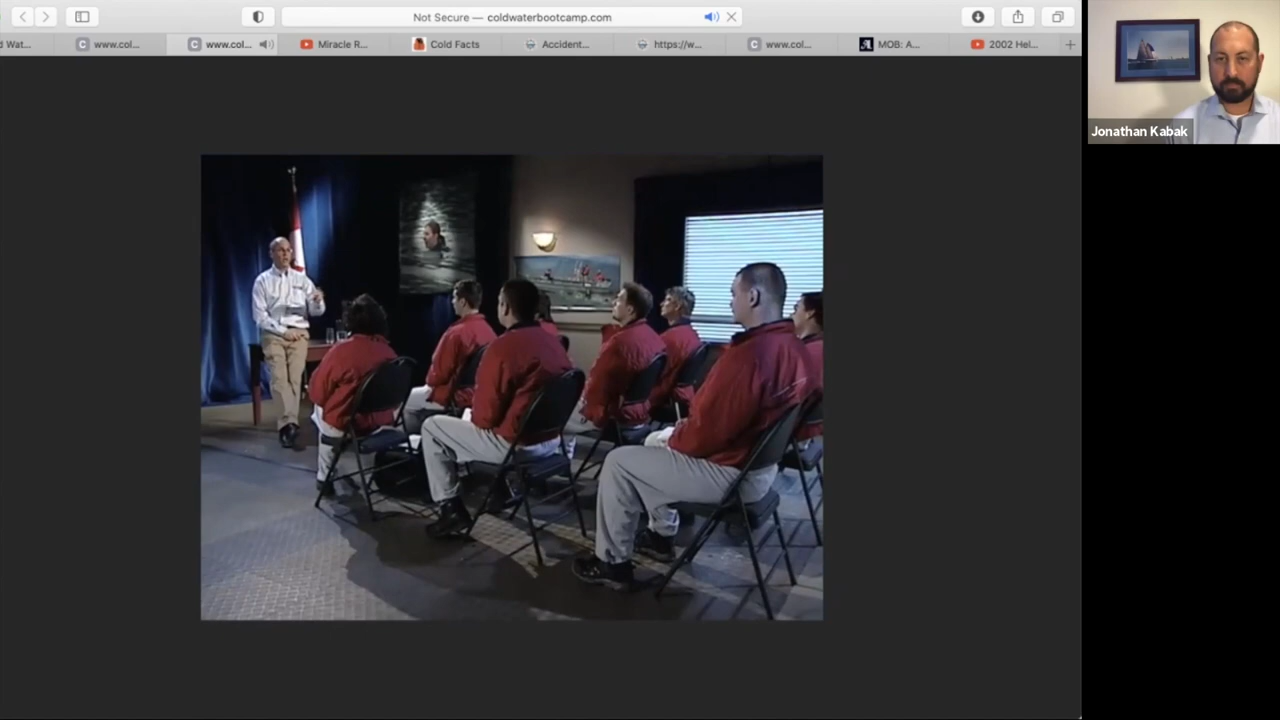 Not Secure — coldwaterbootcamp.com
d Wat...
www.col...
www.col...
Miracle R...
Cold Facts
Accident...
https://w...
www.col...
MOB: A...
2002 Hel...
Jonathan Kabak